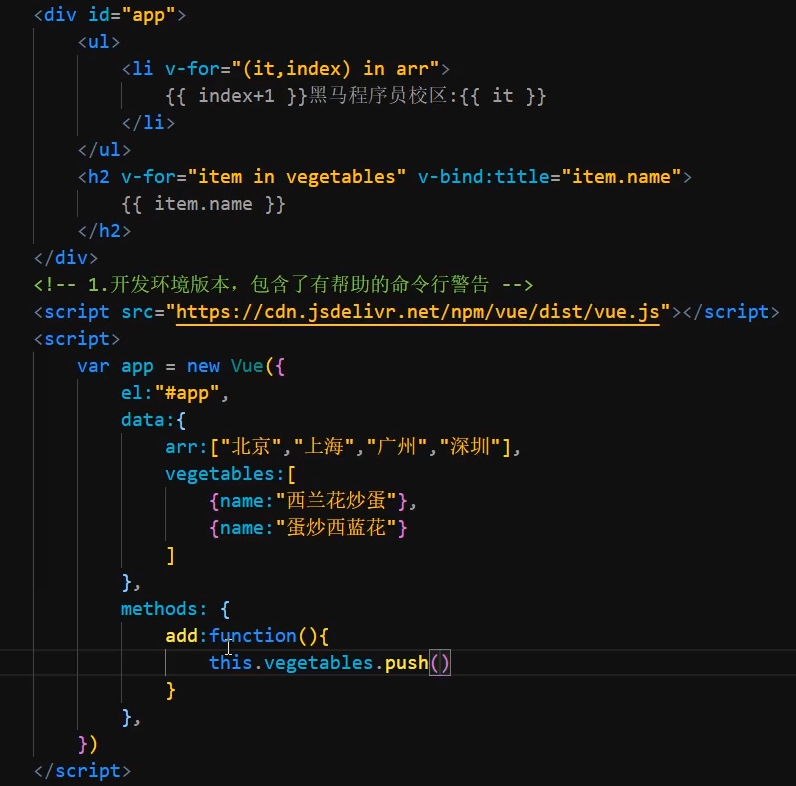 <div id="app">
<ul>
<li v-for="(it,index) in arr">
{{ index+1 }}黑马程序员校区:{{ it }}
</li>
</ul>
<h2 v-for="item in vegetables" v-bind:title="item.name">
{{ item.name }}
</h2>
</div>
<!-- 1.开发环境版本，包含了有帮助的命令行警告 -->
<script src="https://cdn.jsdelivr.net/npm/vue/dist/vue.js"></script>
<script>
var app = new Vue({
el:"#app",
data:{
arr:["北京","上海","广州","深圳"],
vegetables:[
{name:"西兰花炒蛋"},
{name:"蛋炒西蓝花"}
]
},
methods: {
add:function(){
this.vegetables.push()
}
},
})
</script>